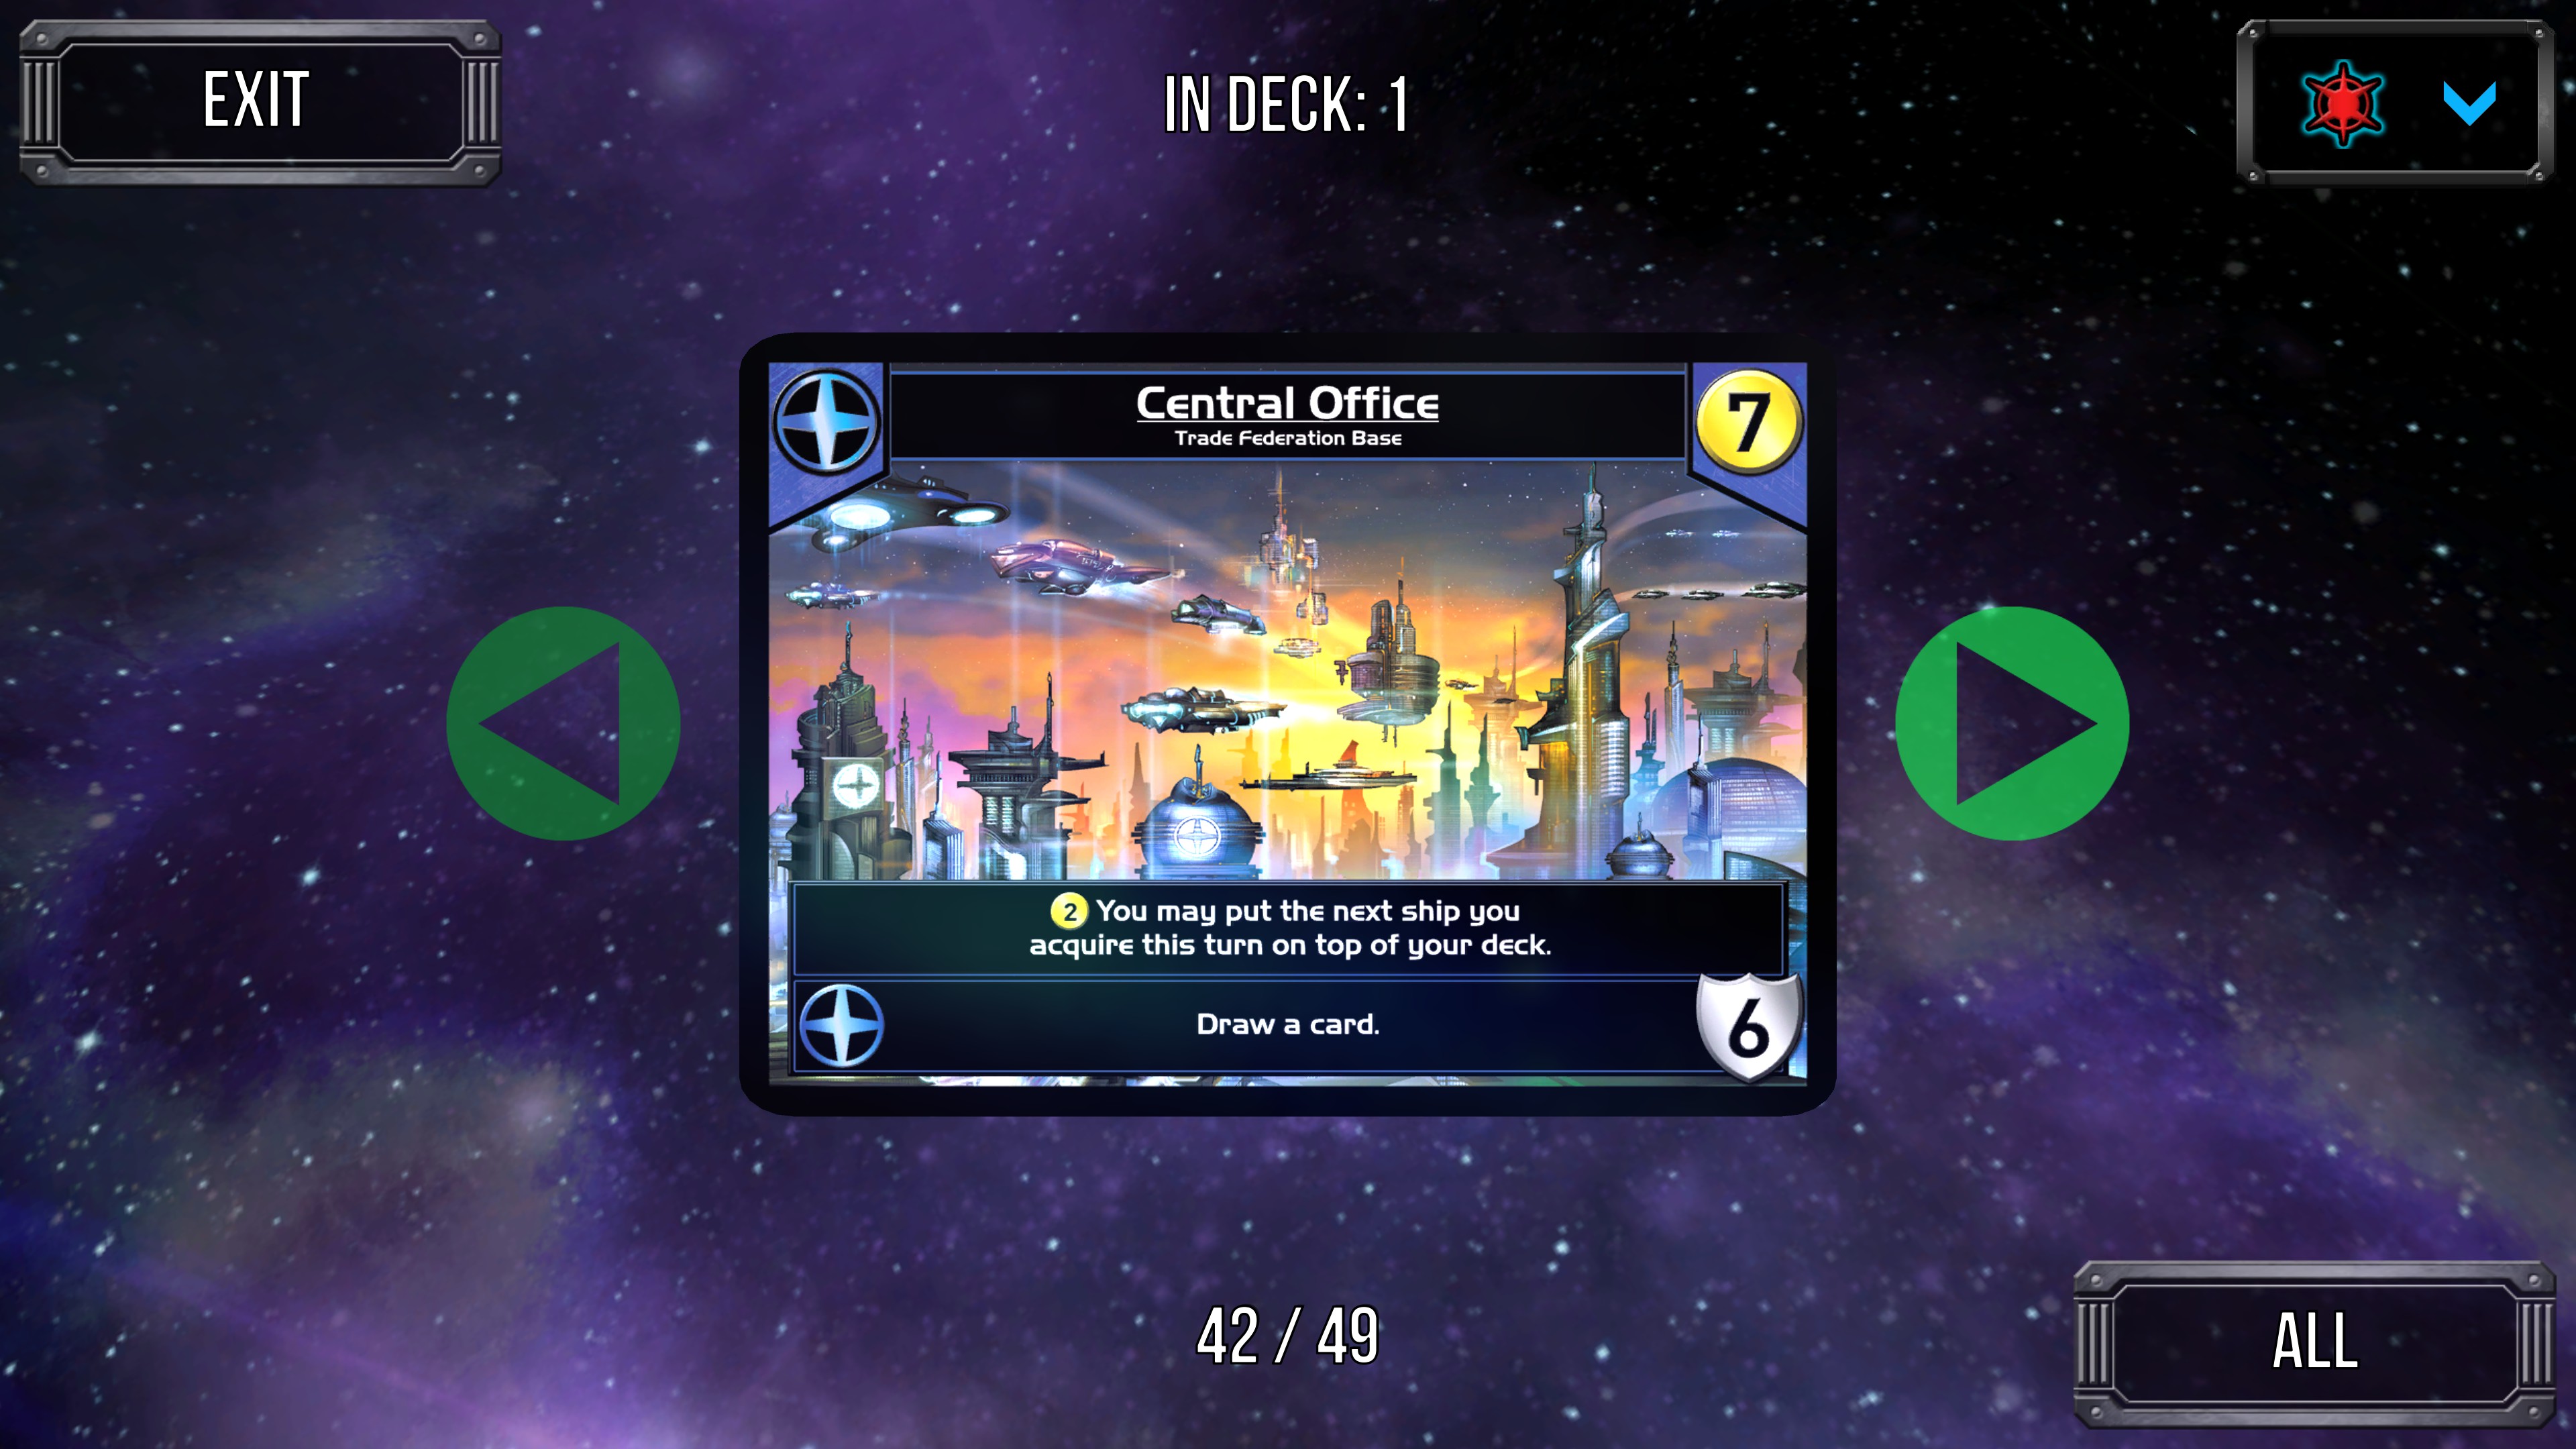 EXIT
IN DECK: 1
Central Office
7
Trade Federation Base
2 You may put the next ship you
acquire this turn on top of your deck.
Draw a card.
6
42 / 49
ALL